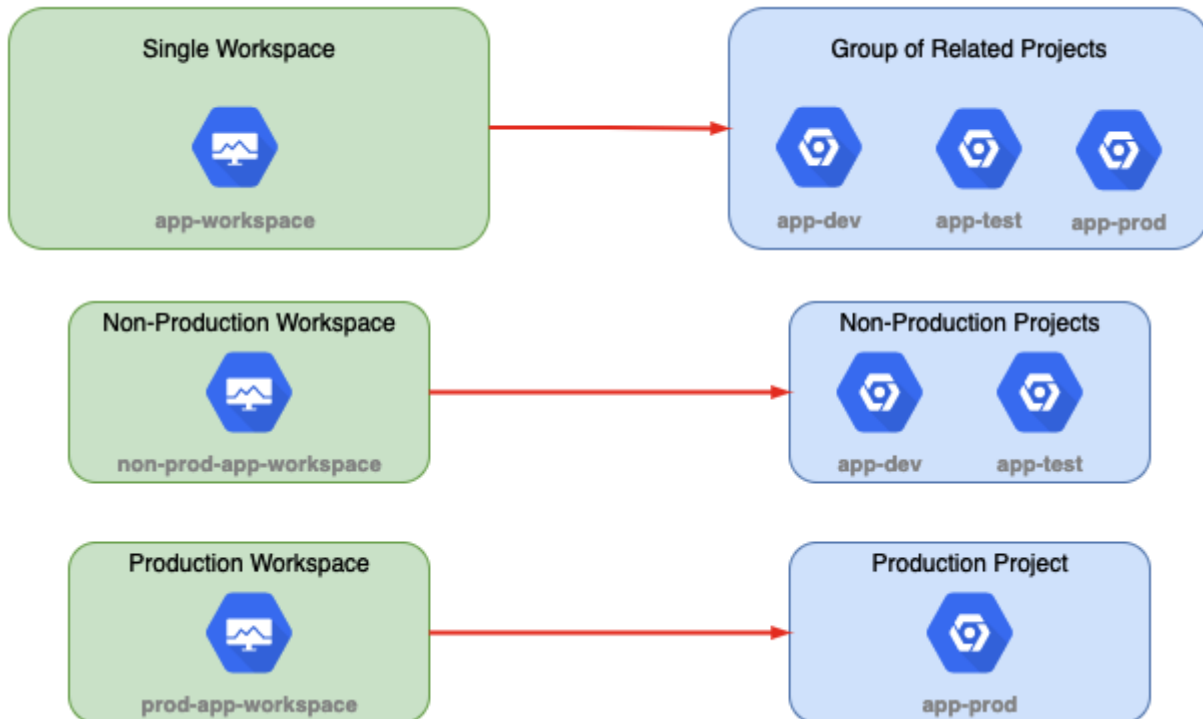 Single Workspace
Group of Related Projects
app-workspace
app-dev
app-test
app-prod
Non-Production Workspace
Non-Production Projects
non-prod-app-workspace
app-dev
app-test
Production Workspace
Production Project
prod-app-workspace
app-prod